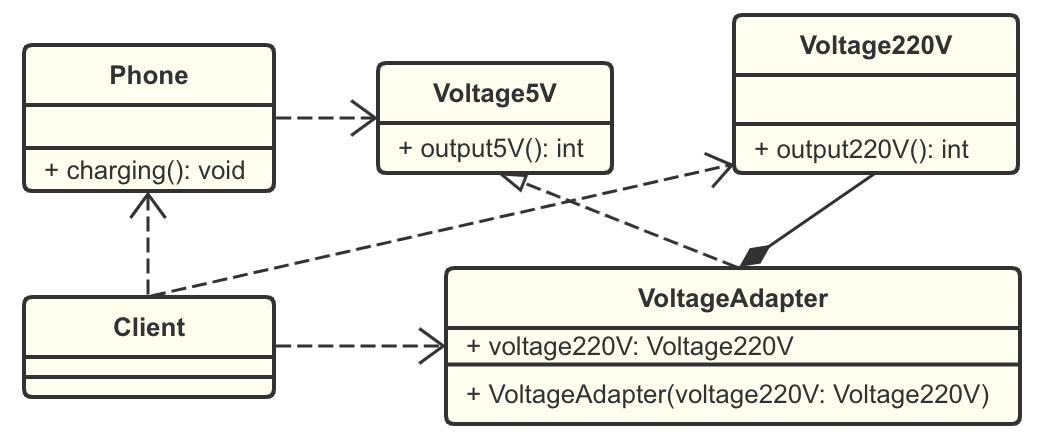 Phone
+ charging(): void
Voltage5V
+ output5V(): int
Voltage220V
+ output220V(): int
Client
VoltageAdapter
+ voltage220V: Voltage220V
+ VoltageAdapter(voltage220V: Voltage220V)